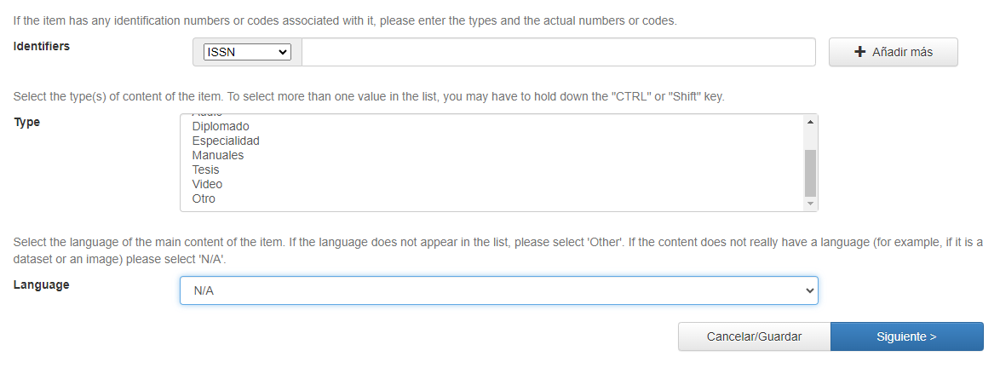 If the item has any identification numbers or codes associated with it, please enter the types and the actual numbers or codes.
Identifiers
ISSN
Añadir más
Select the type(s) of content of the item. To select more than one value in the list, you may have to hold down the "CTRL" or "Shift" key.
Type
Diplomado
Especialidad
Manuales
Tesis
Video
Otro
Select the language of the main content of the item. If the language does not appear in the list, please select 'Other'. If the content does not really have a language (for example, if it is a
dataset or an image) please select 'N/A'.
Language
N/A
Cancelar/Guardar
Siguiente >